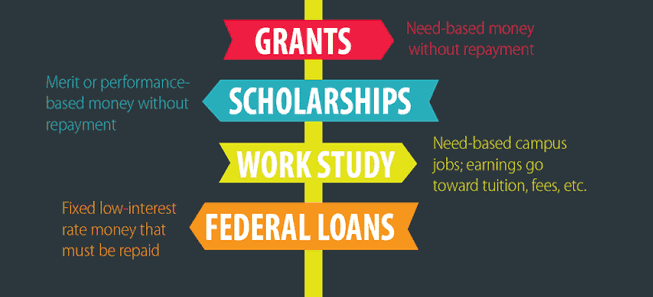 GRANTS
Need-based money
without repayment
Merit or performance-
based money without
repayment
SCHOLARSHIPS
WORK STUDY
Need-based campus
jobs; earnings go
toward tuition, fees, etc.
Fixed low-interest
rate money that
must be repaid
FEDERAL LOANS